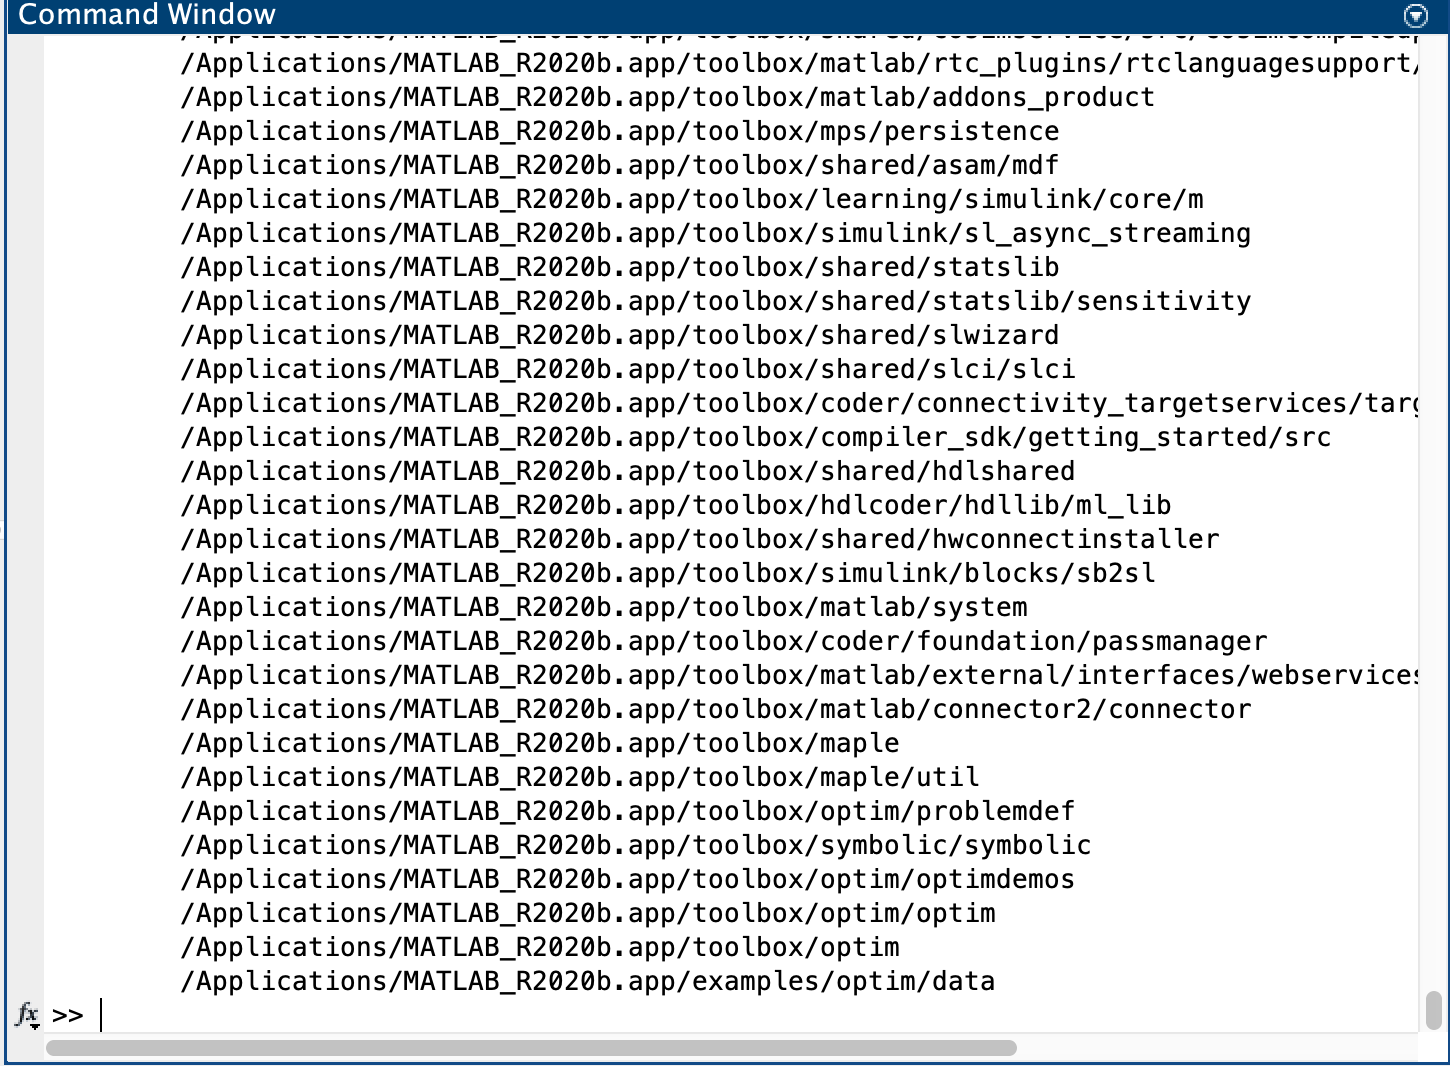 Command Window
/Applications/MATLAB_R2020b.app/toolbox/shared/cosimservice/src/
/Applications/MATLAB_R2020b.app/toolbox/matlab/rtc_plugins/rtclanguagesupport/
/Applications/MATLAB_R2020b.app/toolbox/matlab/addons_product
/Applications/MATLAB_R2020b.app/toolbox/mps/persistence
/Applications/MATLAB_R2020b.app/toolbox/shared/asam/mdf
/Applications/MATLAB_R2020b.app/toolbox/learning/simulink/core/m
/Applications/MATLAB_R2020b.app/toolbox/simulink/sl_async_streaming
/Applications/MATLAB_R2020b.app/toolbox/shared/statslib
/Applications/MATLAB_R2020b.app/toolbox/shared/statslib/sensitivity
/Applications/MATLAB_R2020b.app/toolbox/shared/slwizard
/Applications/MATLAB_R2020b.app/toolbox/shared/slci/slci
/Applications/MATLAB_R2020b.app/toolbox/coder/connectivity_targetservices/targ
/Applications/MATLAB_R2020b.app/toolbox/compiler_sdk/getting_started/src
/Applications/MATLAB_R2020b.app/toolbox/shared/hdlshared
/Applications/MATLAB_R2020b.app/toolbox/hdlcoder/hdllib/ml_lib
/Applications/MATLAB_R2020b.app/toolbox/shared/hwconnectinstaller
/Applications/MATLAB_R2020b.app/toolbox/simulink/blocks/sb2sl
/Applications/MATLAB_R2020b.app/toolbox/matlab/system
/Applications/MATLAB_R2020b.app/toolbox/coder/foundation/passmanager
/Applications/MATLAB_R2020b.app/toolbox/matlab/external/interfaces/webservices
/Applications/MATLAB_R2020b.app/toolbox/matlab/connector2/connector
/Applications/MATLAB_R2020b.app/toolbox/maple
/Applications/MATLAB_R2020b.app/toolbox/maple/util
/Applications/MATLAB_R2020b.app/toolbox/optim/problemdef
/Applications/MATLAB_R2020b.app/toolbox/symbolic/symbolic
/Applications/MATLAB_R2020b.app/toolbox/optim/optimdemos
/Applications/MATLAB_R2020b.app/toolbox/optim/optim
/Applications/MATLAB_R2020b.app/toolbox/optim
/Applications/MATLAB_R2020b.app/examples/optim/data
fx >>